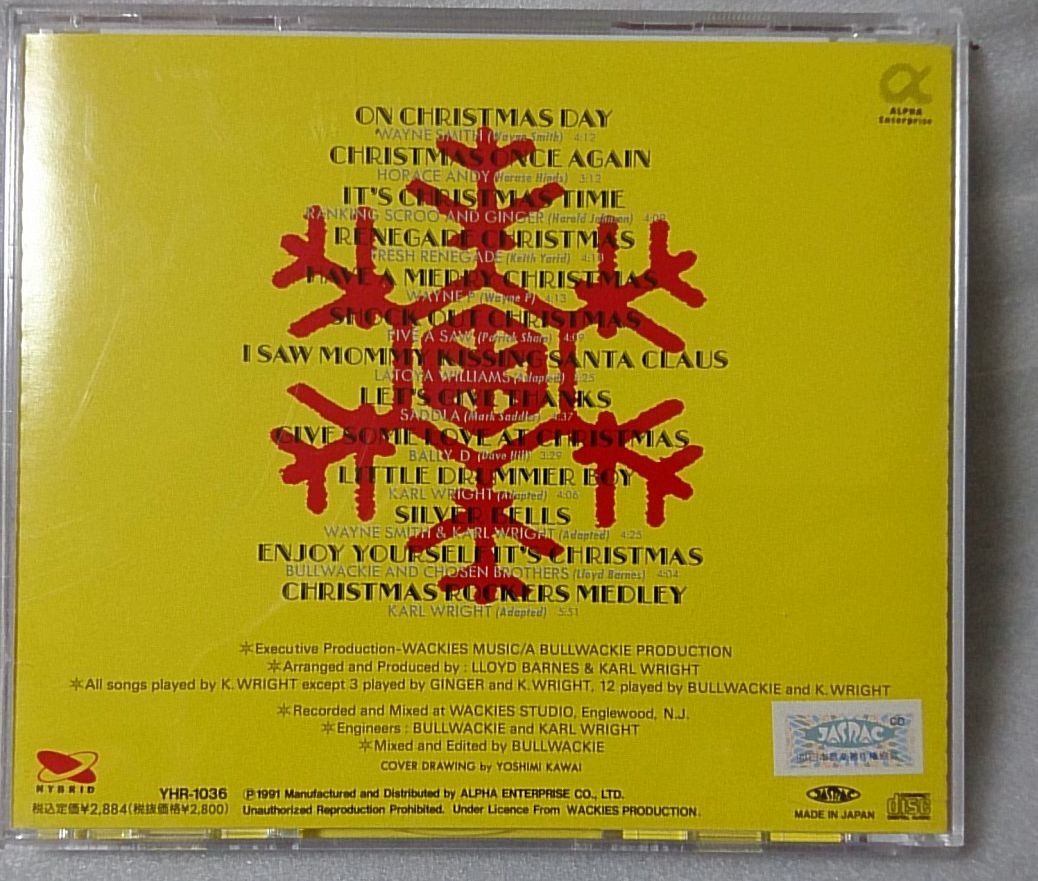 ALPHA
Enterprise
ON CHRISTMAS DAY
WAYNE SMITH (Wayne Smith) 4:12
CHRISTMAS ONCE AGAIN
HORACE ANDY (Horase Hinds) 3:12
IT'S CHRISTMAS TIME
RANKING SCROO AND GINGER (Harold Johnson) 4:09
RENEGADE CHRISTMAS
FRESH RENEGADE (Keith Yarid)
HAVE A MERRY CHRISTMAS
WAYNE P (Wayne P) 4:13
SHOCK OUT CHRISTMAS
FIVE A SAW (Patrick Sharp) 4:09
I SAW MOMMY KISSING SANTA CLAUS
LATOYA WILLIAMS (Adapted)
LET'S GIVE THANKS
SADDLA (Mark Saddler) 4:37
GIVE SOME LOVE AT CHRISTMAS
BALLY D (Dave Hill) 3:29
LITTLE DRUMMER BOY
KARL WRIGHT (Adapted) 4:06
SILVER BELLS
WAYNE SMITH & KARL WRIGHT (Adapted) 4:25
ENJOY YOURSELF IT'S CHRISTMAS
BULLWACKIE AND CHOSEN BROTHERS (Lloyd Barnes) 4:04
CHRISTMAS ROCKERS MEDLEY
KARL WRIGHT (Adapted) 5:51
✳Executive Production-WACKIES MUSIC/A BULLWACKIE PRODUCTION
✳Arranged and Produced by : LLOYD BARNES & KARL WRIGHT
✳All songs played by K.WRIGHT except 3 played by GINGER and K.WRIGHT, 12 played by BULLWACKIE and K.WRIGHT
✳Recorded and Mixed at WACKIES STUDIO, Englewood, N.J.
✳Engineers : BULLWACKIE and KARL WRIGHT
✳Mixed and Edited by BULLWACKIE
COVER DRAWING by YOSHIMI KAWAI
CD
JASRAC
HYBRID
YHR-1036 Ⓟ1991 Manufactured and Distributed by ALPHA ENTERPRISE CO., LTD.
税込定価¥2,884(税抜価格¥2,800) Unauthorized Reproduction Prohibited. Under Licence From WACKIES PRODUCTION.
JASRAC
MADE IN JAPAN
COMPACT disc DIGITAL AUDIO